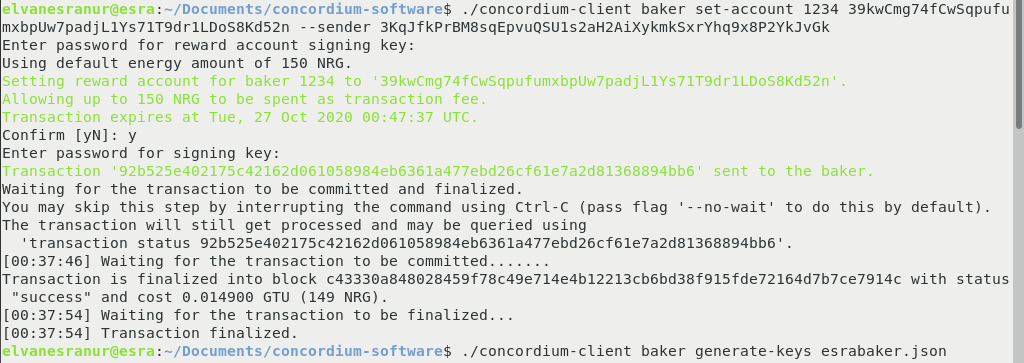 elvanesranur@esra:~/Documents/concordium-software$ ./concordium-client baker set-account 1234 39kwCmg74fCwSqpufu
mxbpUw7padjL1Ys71T9dr1LDoS8Kd52n --sender 3KqJfkPrBM8sqEpvuQSU1s2aH2AiXykmkSxrYhq9x8P2YkJvGk
Enter password for reward account signing key:
Using default energy amount of 150 NRG.
Setting reward account for baker 1234 to '39kwCmg74fCwSqpufumxbpUw7padjL1Ys71T9dr1LDoS8Kd52n'.
Allowing up to 150 NRG to be spent as transaction fee.
Transaction expires at Tue, 27 Oct 2020 00:47:37 UTC.
Confirm [yN]: y
Enter password for signing key:
Transaction '92b525e402175c42162d061058984eb6361a477ebd26cf61e7a2d81368894bb6' sent to the baker.
Waiting for the transaction to be committed and finalized.
You may skip this step by interrupting the command using Ctrl-C (pass flag '--no-wait' to do this by default).
The transaction will still get processed and may be queried using
  'transaction status 92b525e402175c42162d061058984eb6361a477ebd26cf61e7a2d81368894bb6'.
[00:37:46] Waiting for the transaction to be committed.......
Transaction is finalized into block c43330a848028459f78c49e714e4b12213cb6bd38f915fde72164d7b7ce7914c with status
 "success" and cost 0.014900 GTU (149 NRG).
[00:37:54] Waiting for the transaction to be finalized...
[00:37:54] Transaction finalized.
elvanesranur@esra:~/Documents/concordium-software$ ./concordium-client baker generate-keys esrabaker.json